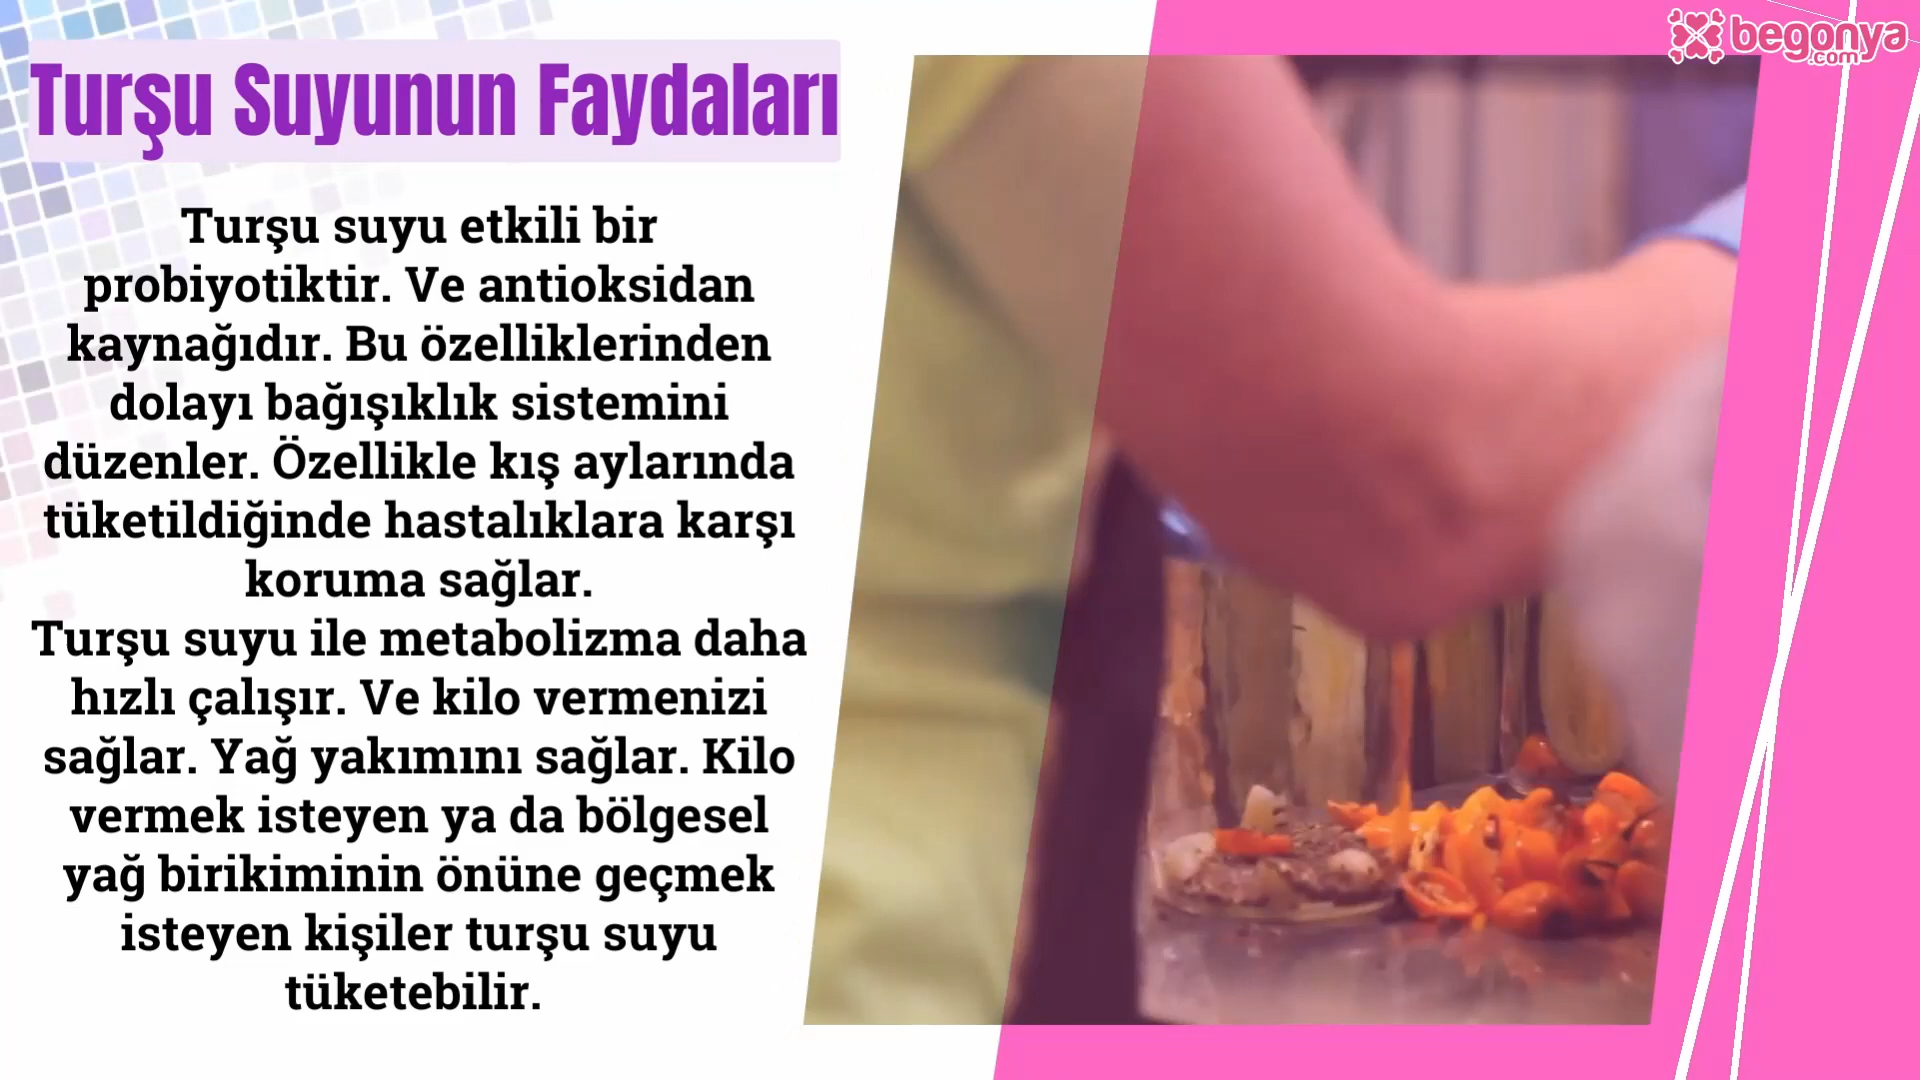 begonya
.com
Turşu Suyunun Faydaları
Turşu suyu etkili bir
probiyotiktir. Ve antioksidan
kaynağıdır. Bu özelliklerinden
dolayı bağışıklık sistemini
düzenler. Özellikle kış aylarında
tüketildiğinde hastalıklara karşı
koruma sağlar.
Turşu suyu ile metabolizma daha
hızlı çalışır. Ve kilo vermenizi
sağlar. Yağ yakımını sağlar. Kilo
vermek isteyen ya da bölgesel
yağ birikiminin önüne geçmek
isteyen kişiler turşu suyu
tüketebilir.